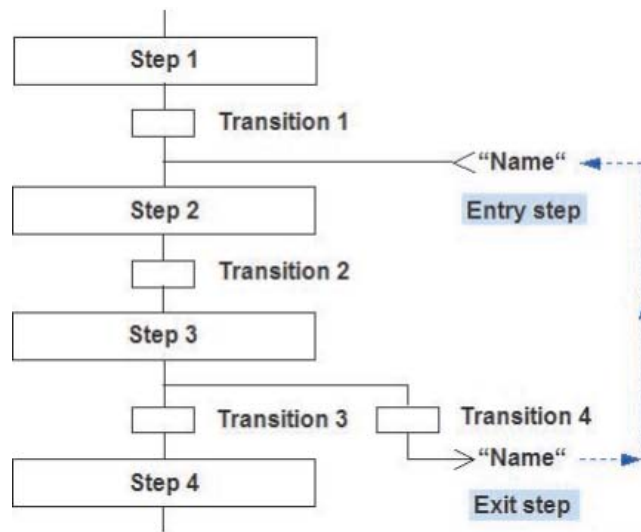 Step 1
Transition 1
“Name“
Step 2
Entry step
Transition 2
Step 3
Transition 3
Transition 4
“Name“
Step 4
Exit step